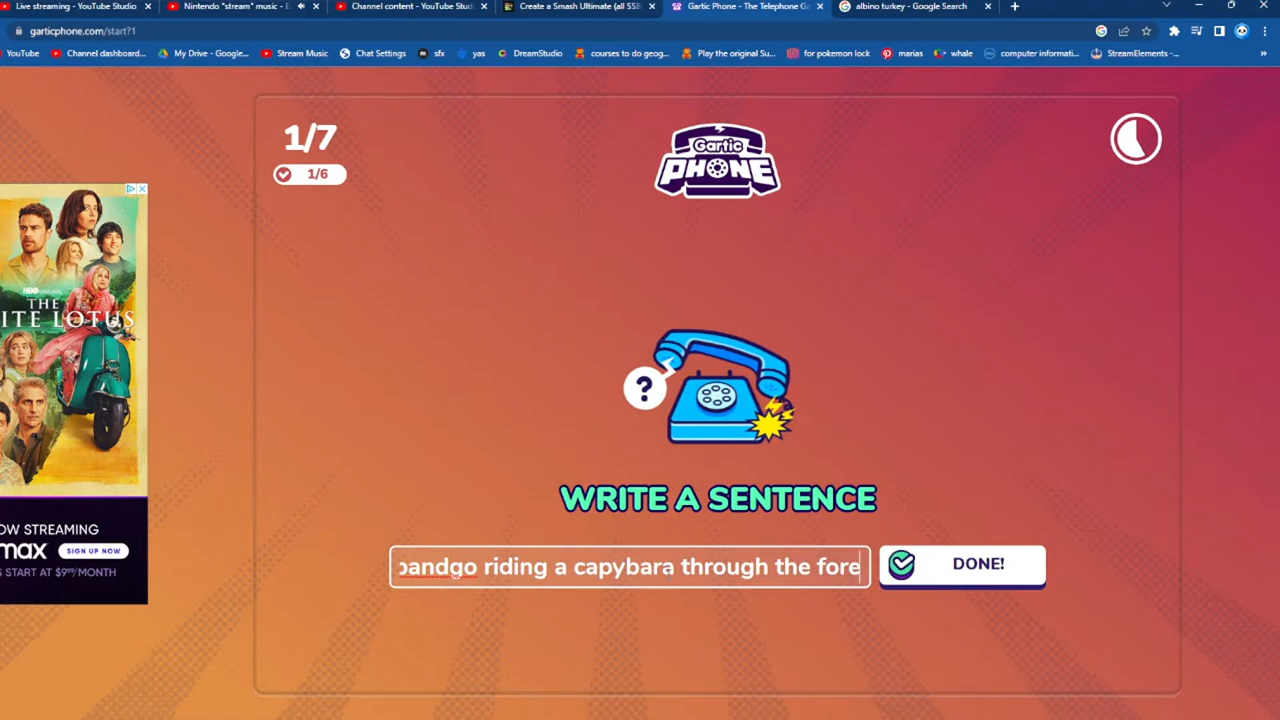 Live streaming - YouTube Studio
Nintendo "stream" music - E
Channel content - YouTube Studi
Create a Smash Ultimate (all SSB
Gartic Phone - The Telephone Ga
albino turkey - Google Search
garticphone.com/start?1
YouTube
Channel dashboard...
My Drive - Google...
Stream Music
Chat Settings
sfx
yas
DreamStudio
courses to do geog...
Play the original Su...
for pokemon lock
marias
whale
computer informati...
StreamElements -...
1/7
1/6
Gartic
PHONE
HBO
THE
ITE LOTUS
OW STREAMING
max
SIGN UP NOW
S START AT $9.99/MONTH
?
WRITE A SENTENCE
pandgo riding a capybara through the fore
DONE!